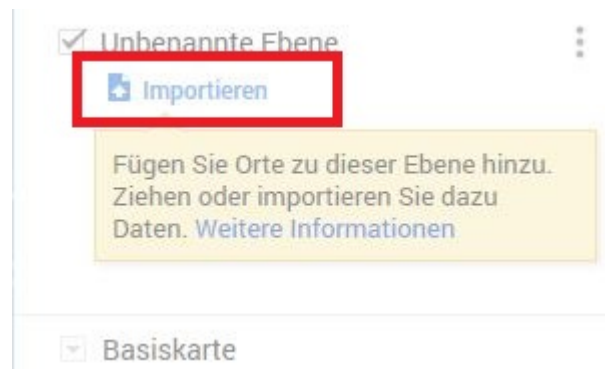 Unbenannte Ebene
Importieren
Fügen Sie Orte zu dieser Ebene hinzu.
Ziehen oder importieren Sie dazu
Daten. Weitere Informationen
Basiskarte